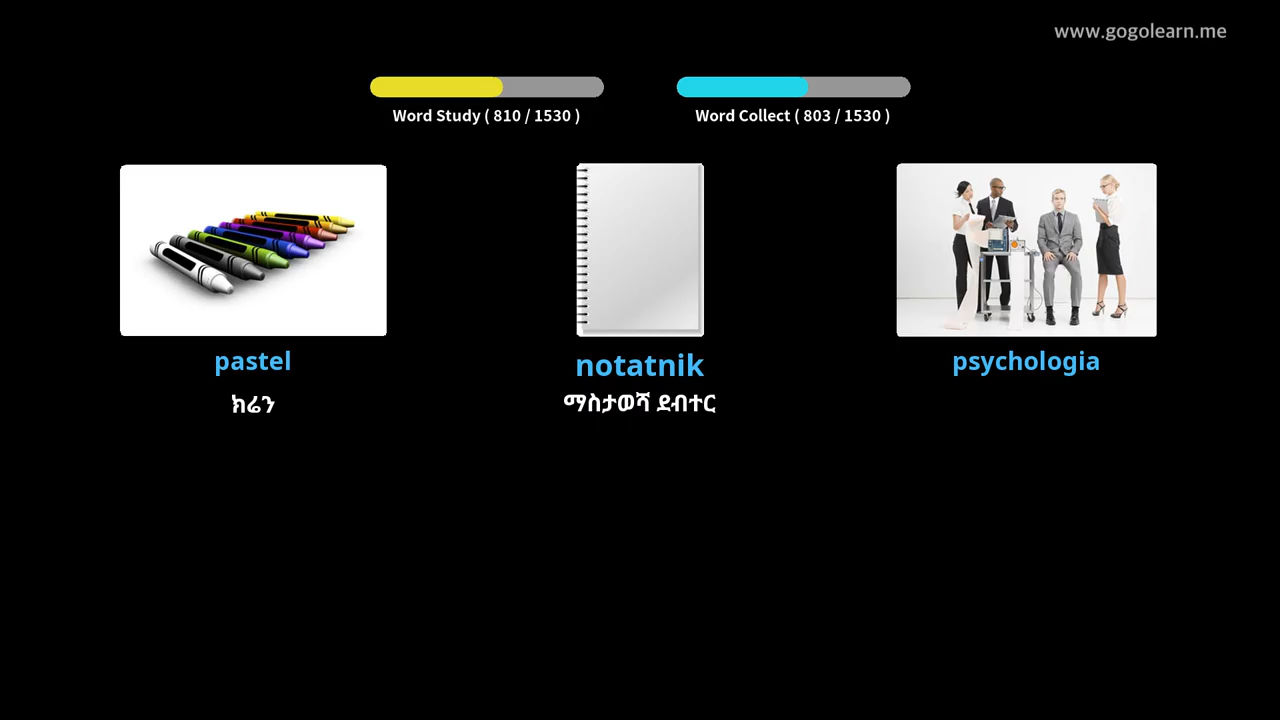 www.gogolearn.me
Word Study ( 810 / 1530 )
Word Collect ( 803 / 1530 )
pastel
notatnik
psychologia
ክሬን
ማስታወሻ ደብተር